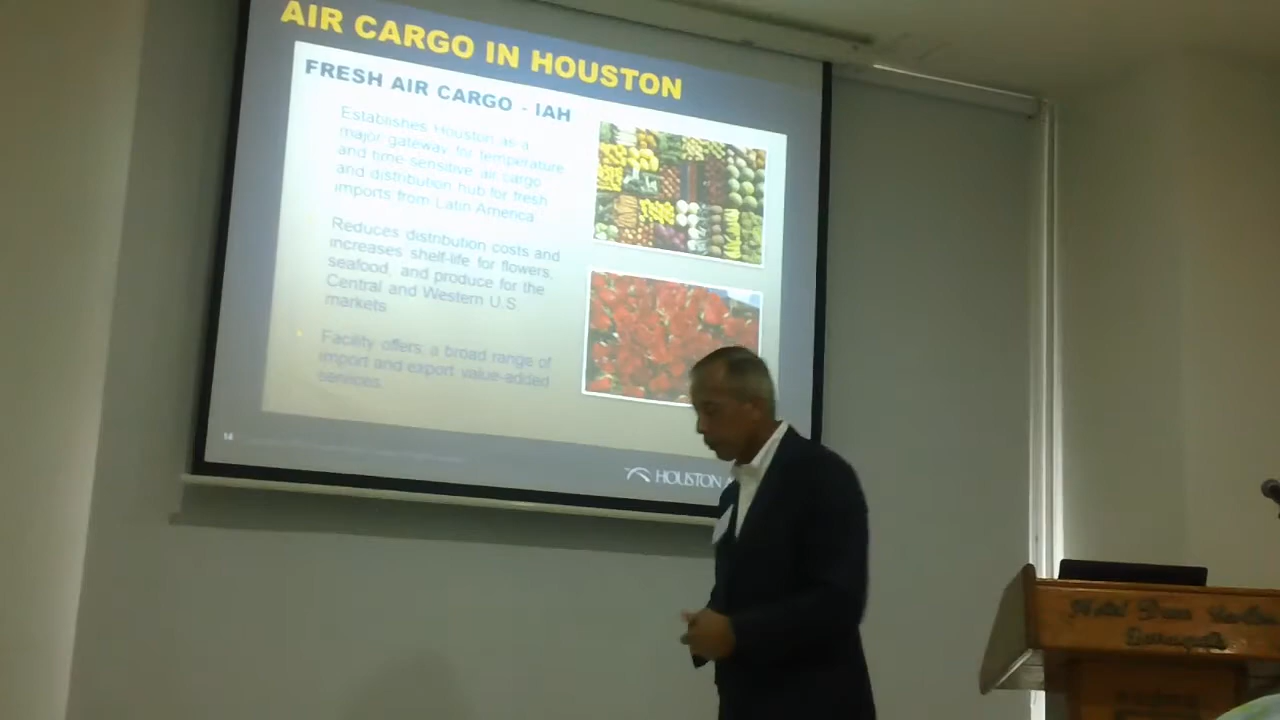 AIR CARGO IN HOUSTON
FRESH AIR CARGO - IAH
Establishes Houston as a
major gateway for temperature
and time-sensitive air cargo
and distribution hub for fresh
imports from Latin America
Reduces distribution costs and
increases shelf-life for flowers,
seafood, and produce for the
Central and Western U.S.
markets
Facility offers a broad range of
import and export value-added
services.
HOUSTON
Hotel